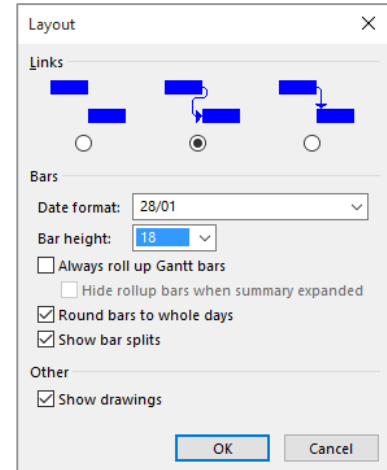 Layout
Links
Bars
Date format: 28/01
Bar height: 18
Always roll up Gantt bars
Hide rollup bars when summary expanded
Round bars to whole days
Show bar splits
Other
Show drawings
OK Cancel